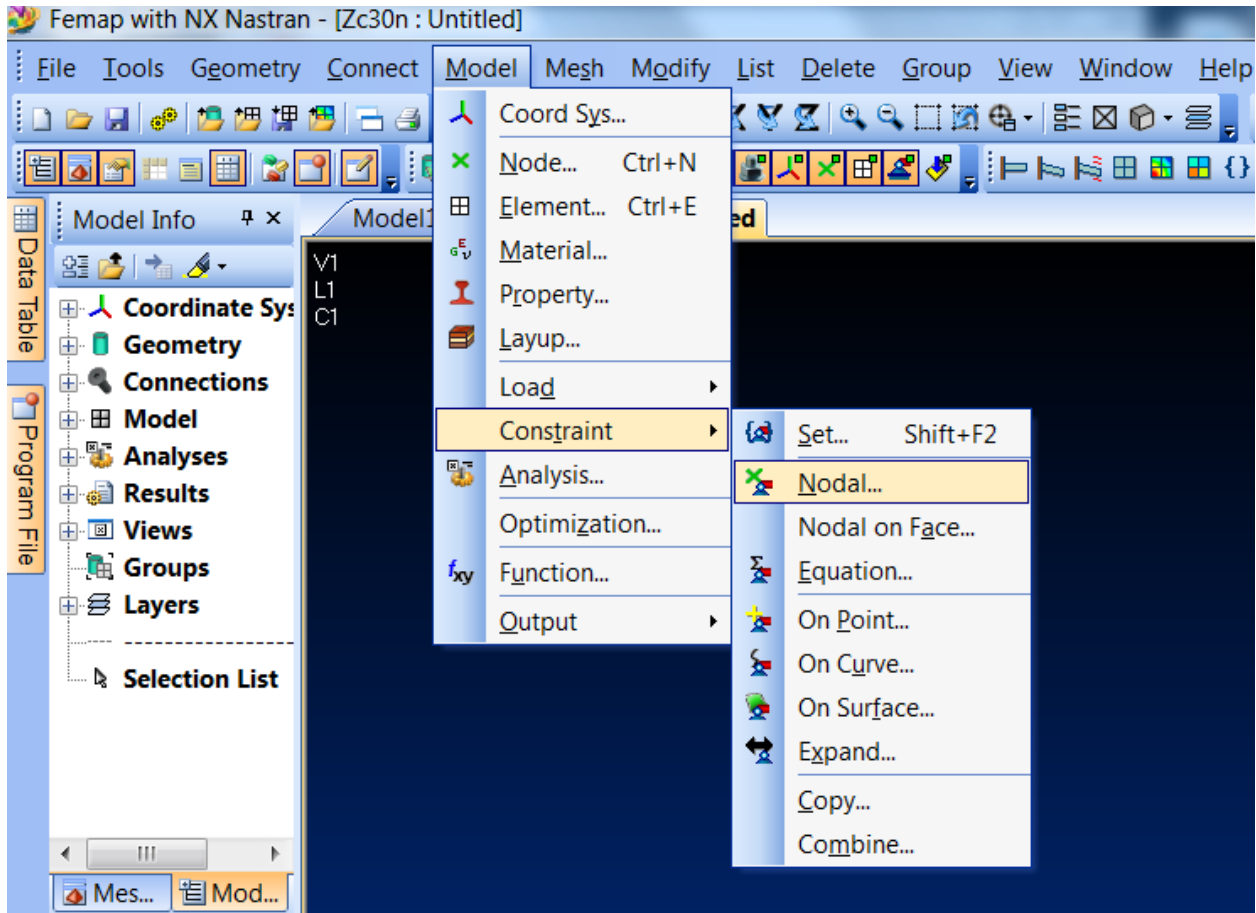 Femap with NX Nastran - [Zc30n : Untitled]
File Tools Geometry Connect Model Mesh Modify List Delete Group View Window Help
Model Info
Model1
ed
Data Table
Program File
Coordinate Sys
Geometry
Connections
Model
Analyses
Results
Views
Groups
Layers
Selection List
Mes... Mod...
V1
L1
C1
Coord Sys...
Node... Ctrl+N
Element... Ctrl+E
Material...
Property...
Layup...
Load
Constraint
Analysis...
Optimization...
Function...
Output
Set... Shift+F2
Nodal...
Nodal on Face...
Equation...
On Point...
On Curve...
On Surface...
Expand...
Copy...
Combine...